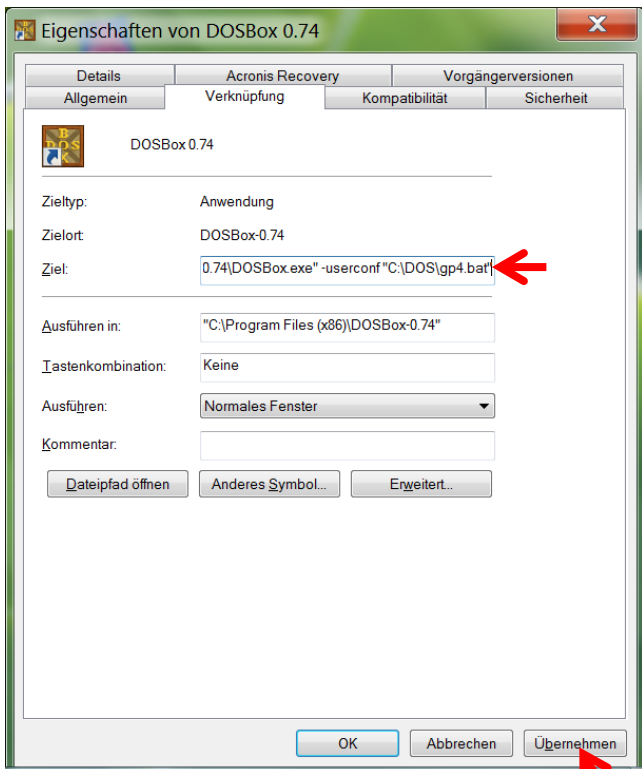 Eigenschaften von DOSBox 0.74
Details Acronis Recovery Vorgängerversionen
Allgemein Verknüpfung Kompatibilität Sicherheit
DOSBox 0.74
Zieltyp: Anwendung
Zielort: DOSBox-0.74
Ziel: 0.74\DOSBox.exe" -userconf "C:\DOS\gp4.bat"
Ausführen in: "C:\Program Files (x86)\DOSBox-0.74"
Tastenkombination: Keine
Ausführen: Normales Fenster
Kommentar:
Dateipfad öffnen Anderes Symbol... Erweitert...
OK Abbrechen Übernehmen